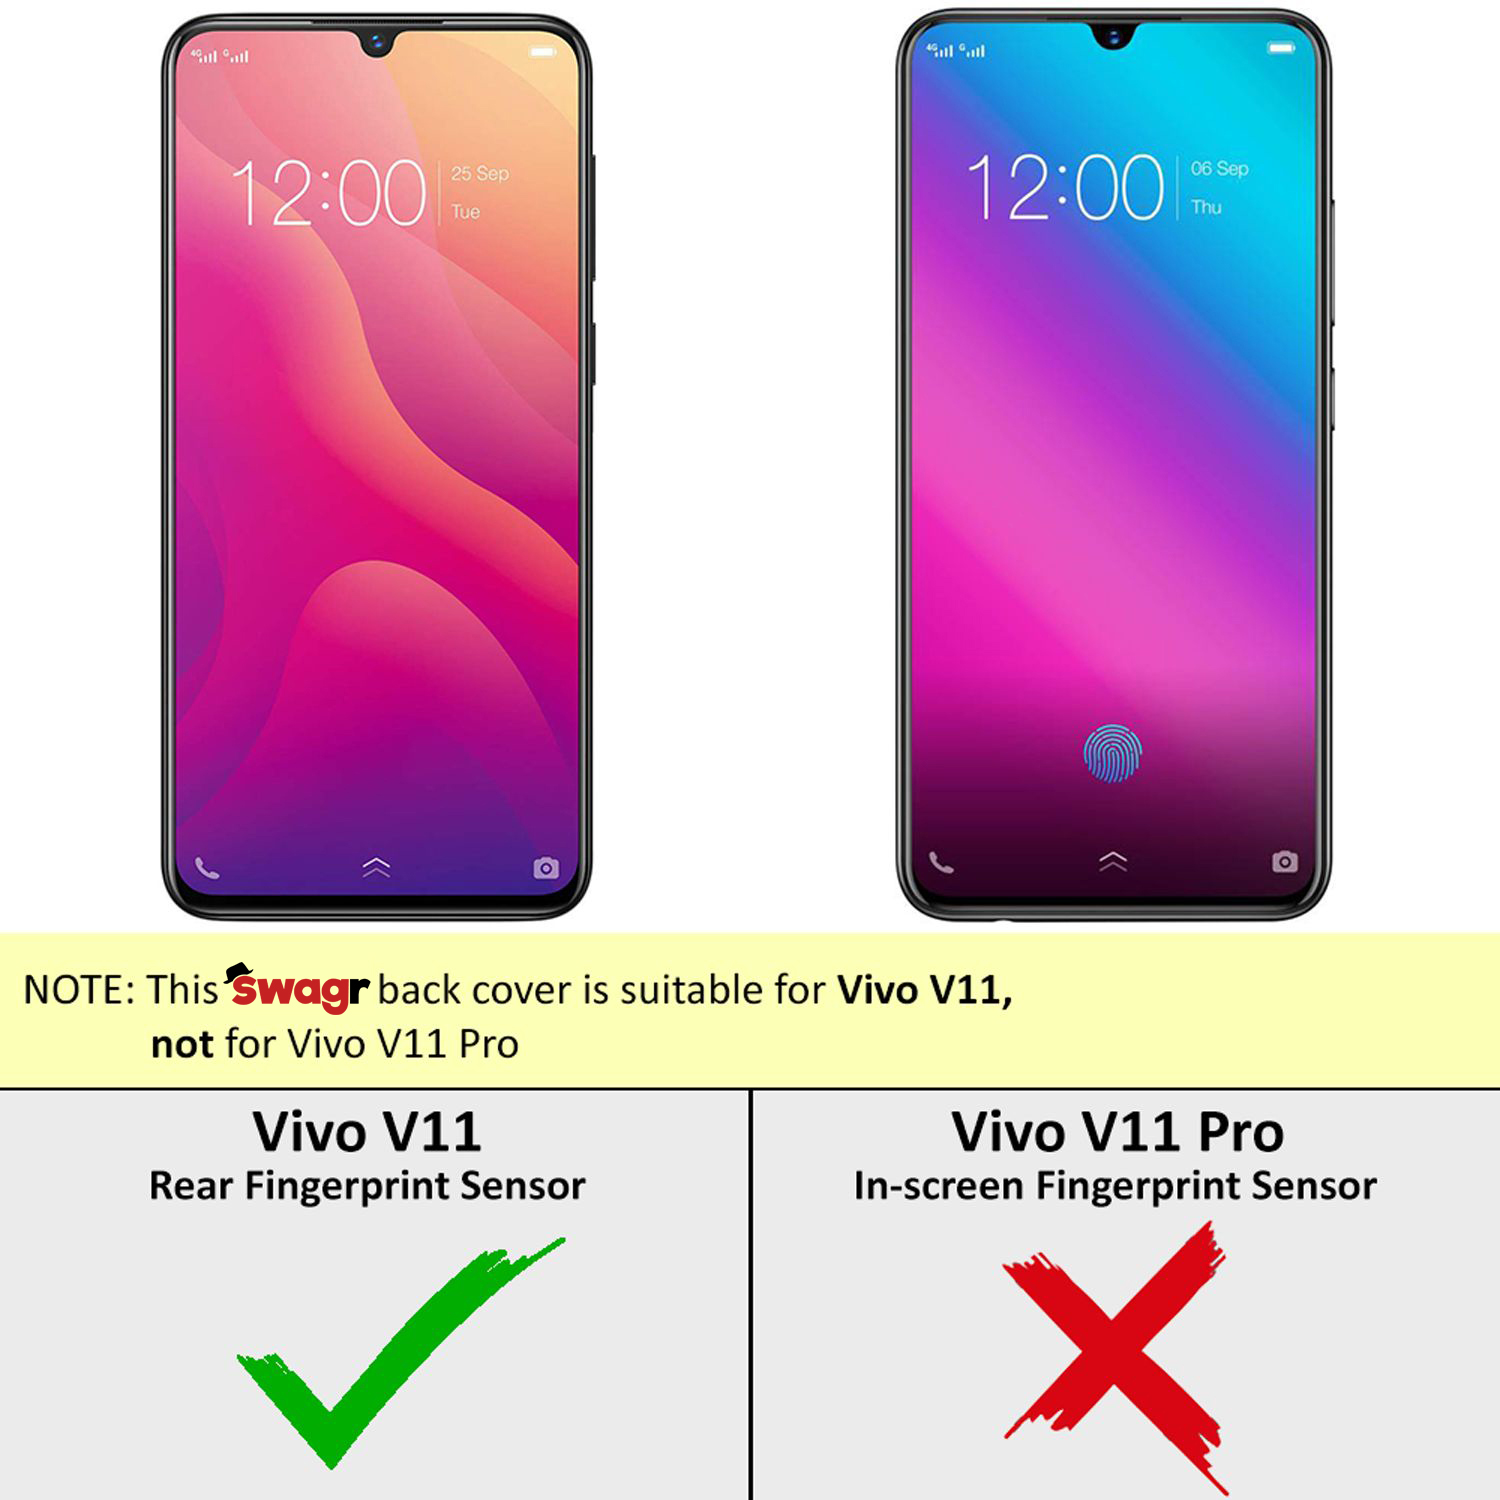 4G G
12:00 25 Sep
Tue
4G G
12:00 06 Sep
Thu
NOTE: This swagr back cover is suitable for Vivo V11,
not for Vivo V11 Pro
Vivo V11
Rear Fingerprint Sensor
Vivo V11 Pro
In-screen Fingerprint Sensor